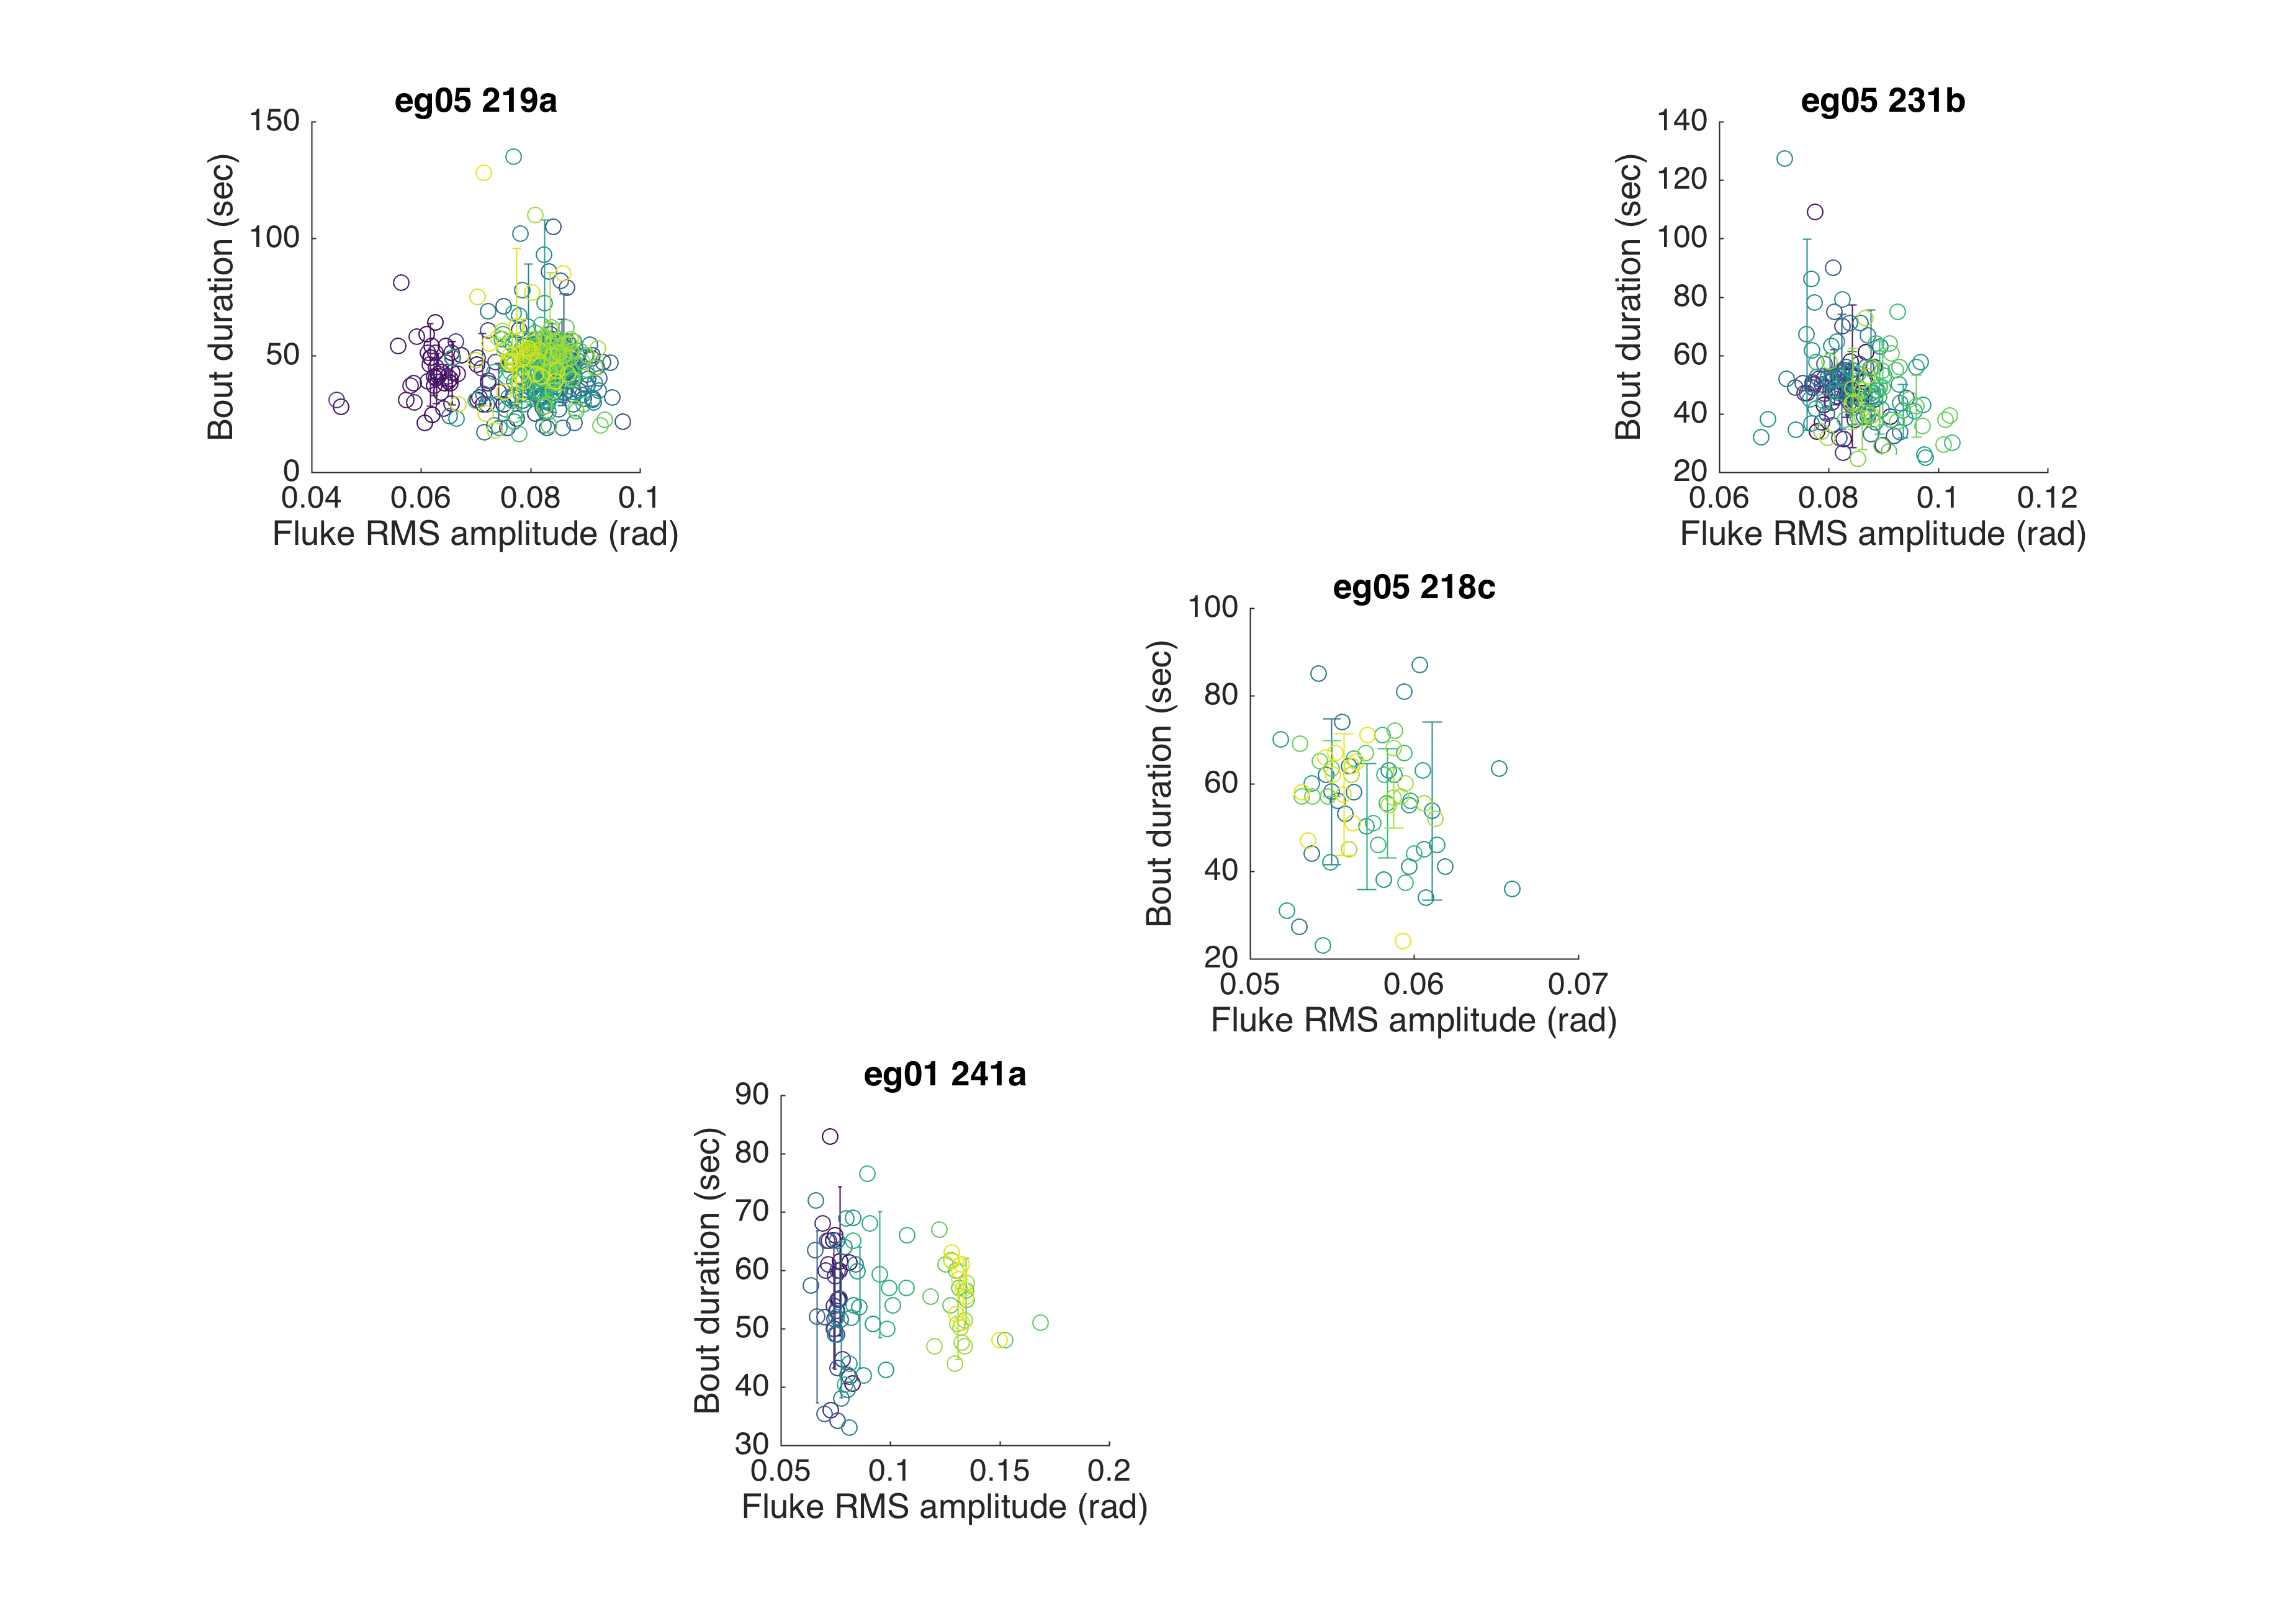 eg05 219a
150
100
50
0
0.04 0.06 0.08 0.1
Bout duration (sec)
Fluke RMS amplitude (rad)
eg05 231b
140
120
100
80
60
40
20
0.06 0.08 0.1 0.12
Bout duration (sec)
Fluke RMS amplitude (rad)
eg05 218c
100
80
60
40
20
0.05 0.06 0.07
Bout duration (sec)
Fluke RMS amplitude (rad)
eg01 241a
90
80
70
60
50
40
30
0.05 0.1 0.15 0.2
Bout duration (sec)
Fluke RMS amplitude (rad)